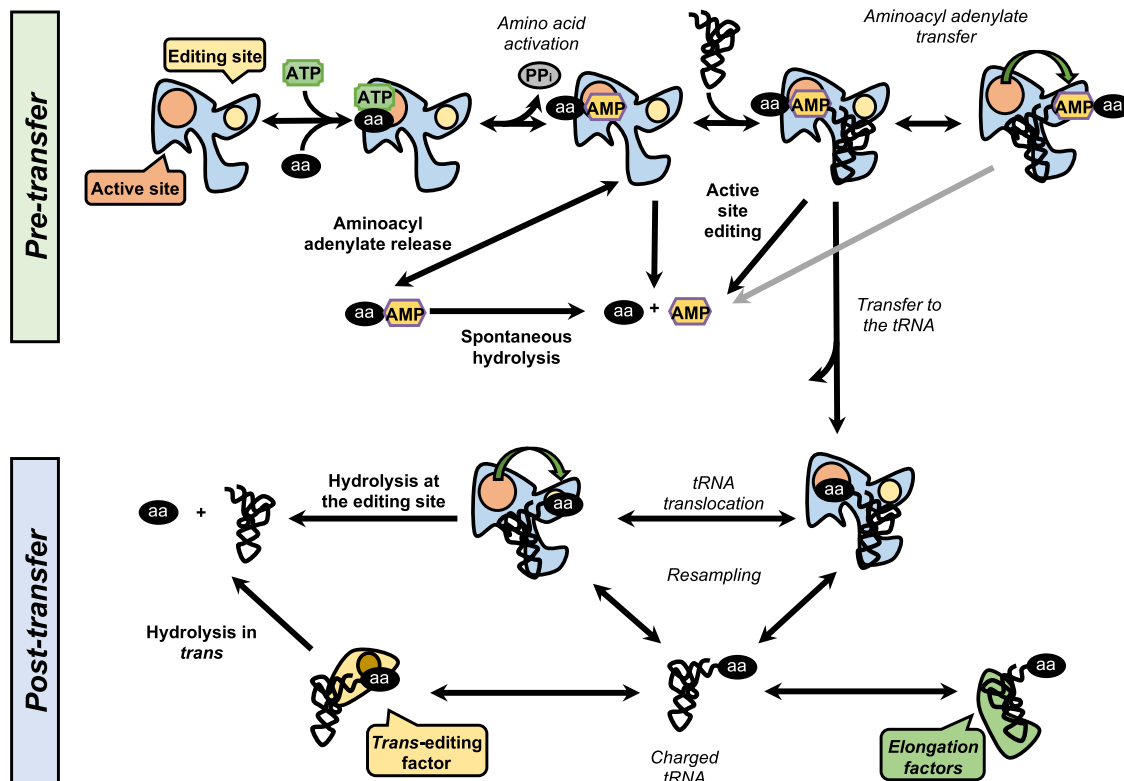 Pre-transfer
Editing site
Active site
ATP
aa
ATP
aa
Amino acid
activation
PPi
aa
AMP
aa
AMP
Aminoacyl adenylate
transfer
AMP
aa
Aminoacyl
adenylate release
Active
site
editing
aa
AMP
Spontaneous
hydrolysis
aa
+
AMP
Transfer to
the tRNA
Post-transfer
aa
+
Hydrolysis at
the editing site
aa
tRNA
translocation
aa
Resampling
Hydrolysis in
trans
aa
Trans-editing
factor
aa
Charged
tRNA
aa
Elongation
factors